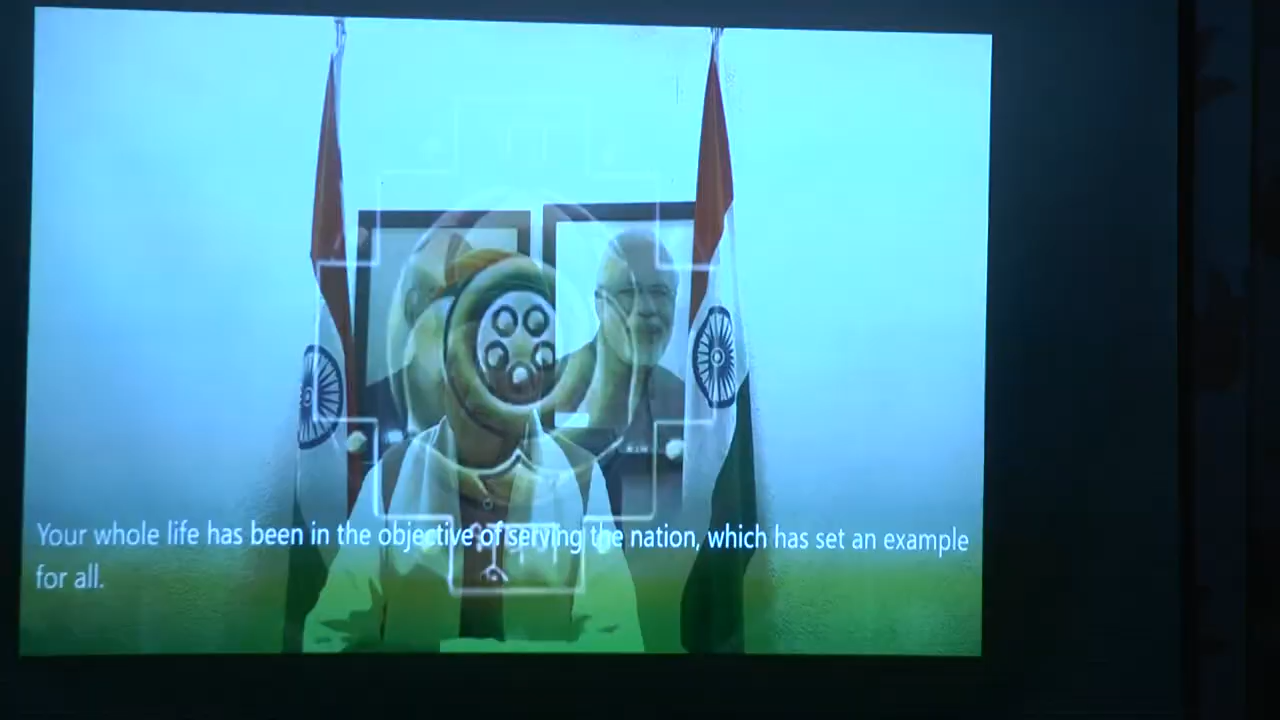 Your whole life has been in the objective of serving the nation, which has set an example
for all.